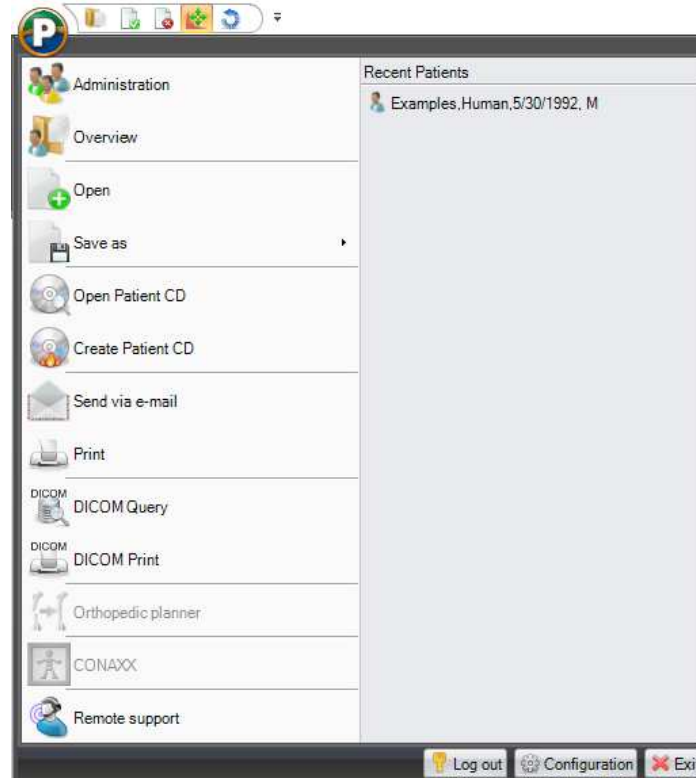 P
Recent Patients
Examples,Human,5/30/1992, M
Administration
Overview
Open
Save as
Open Patient CD
Create Patient CD
Send via e-mail
Print
DICOM
DICOM Query
DICOM
DICOM Print
Orthopedic planner
CONAXX
Remote support
Log out
Configuration
Exi